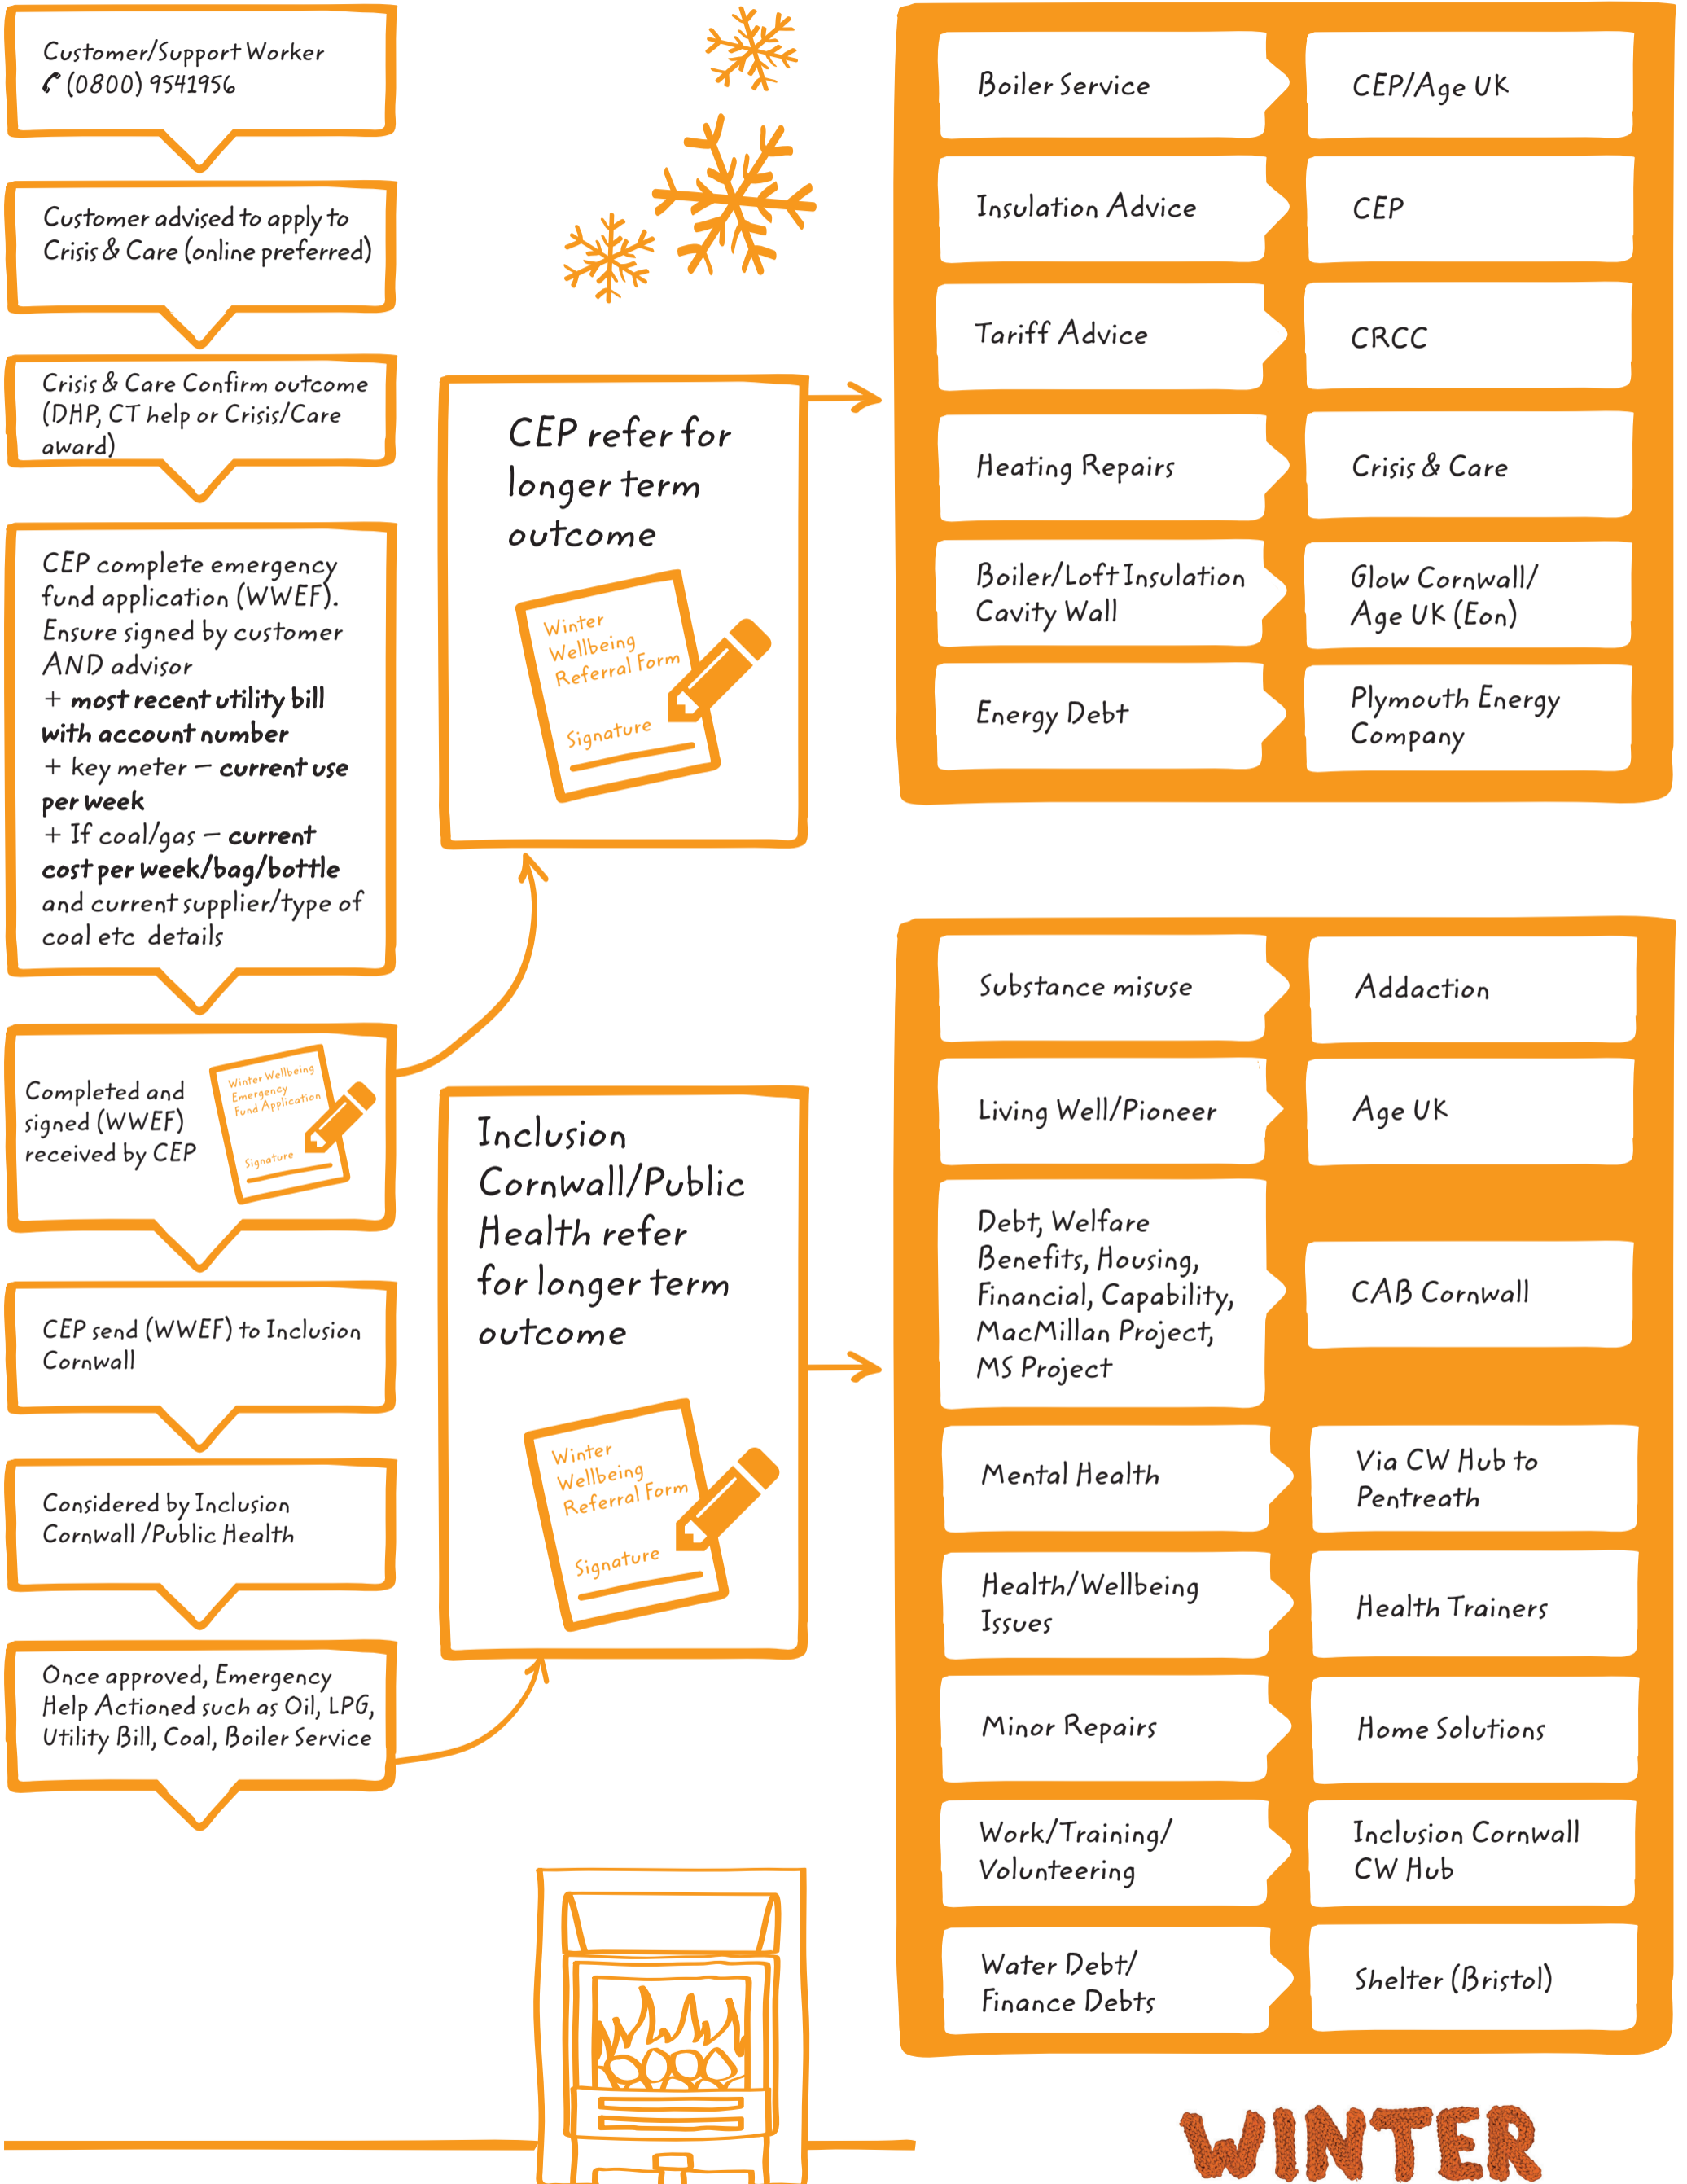 Customer/Support Worker
(0800) 9541956
Customer advised to apply to
Crisis & Care (online preferred)
Crisis & Care Confirm outcome
(DHP, CT help or Crisis/Care
award)
CEP complete emergency
fund application (WWEF).
Ensure signed by customer
AND advisor
+ most recent utility bill
with account number
+ key meter – current use
per week
+ If coal/gas – current
cost per week/bag/bottle
and current supplier/type of
coal etc details
Completed and
signed (WWEF)
received by CEP
Winter Wellbeing
Emergency
Fund Application
Signature
CEP send (WWEF) to Inclusion
Cornwall
Considered by Inclusion
Cornwall /Public Health
Once approved, Emergency
Help Actioned such as Oil, LPG,
Utility Bill, Coal, Boiler Service
CEP refer for
longer term
outcome
Winter
Wellbeing
Referral Form
Signature
Inclusion
Cornwall/Public
Health refer
for longer term
outcome
Winter
Wellbeing
Referral Form
Signature
Boiler Service
CEP/Age UK
Insulation Advice
CEP
Tariff Advice
CRCC
Heating Repairs
Crisis & Care
Boiler/Loft Insulation
Cavity Wall
Glow Cornwall/
Age UK (Eon)
Energy Debt
Plymouth Energy
Company
Substance misuse
Addaction
Living Well/Pioneer
Age UK
Debt, Welfare
Benefits, Housing,
Financial, Capability,
MacMillan Project,
MS Project
CAB Cornwall
Mental Health
Via CW Hub to
Pentreath
Health/Wellbeing
Issues
Health Trainers
Minor Repairs
Home Solutions
Work/Training/
Volunteering
Inclusion Cornwall
CW Hub
Water Debt/
Finance Debts
Shelter (Bristol)
WINTER